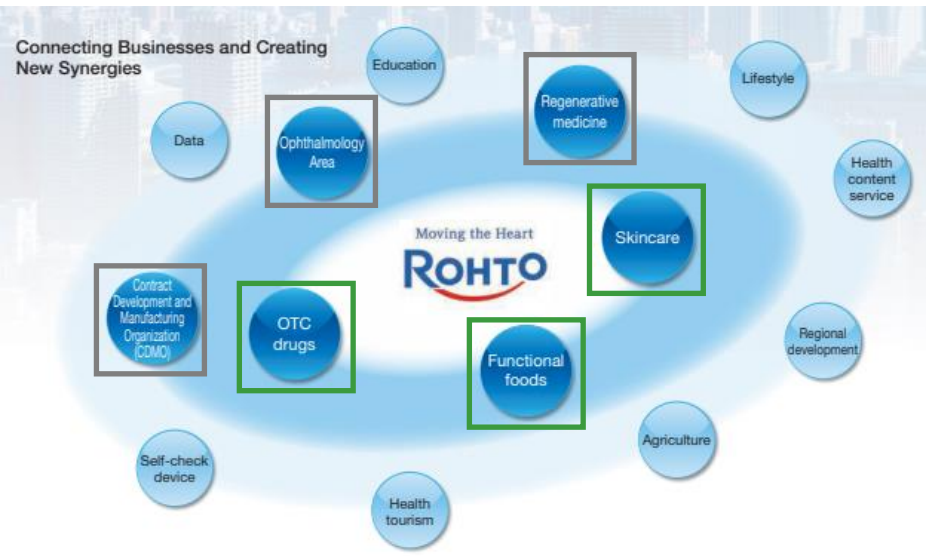 Connecting Businesses and Creating
New Synergies
Education
Regenerative
medicine
Lifestyle
Data
Ophthalmology
Area
Health
content
service
Moving the Heart
ROHTO
Skincare
Contract
Development and
Manufacturing
Organization
(CDMO)
OTC
drugs
Functional
foods
Regional
development
Agriculture
Self-check
device
Health
tourism